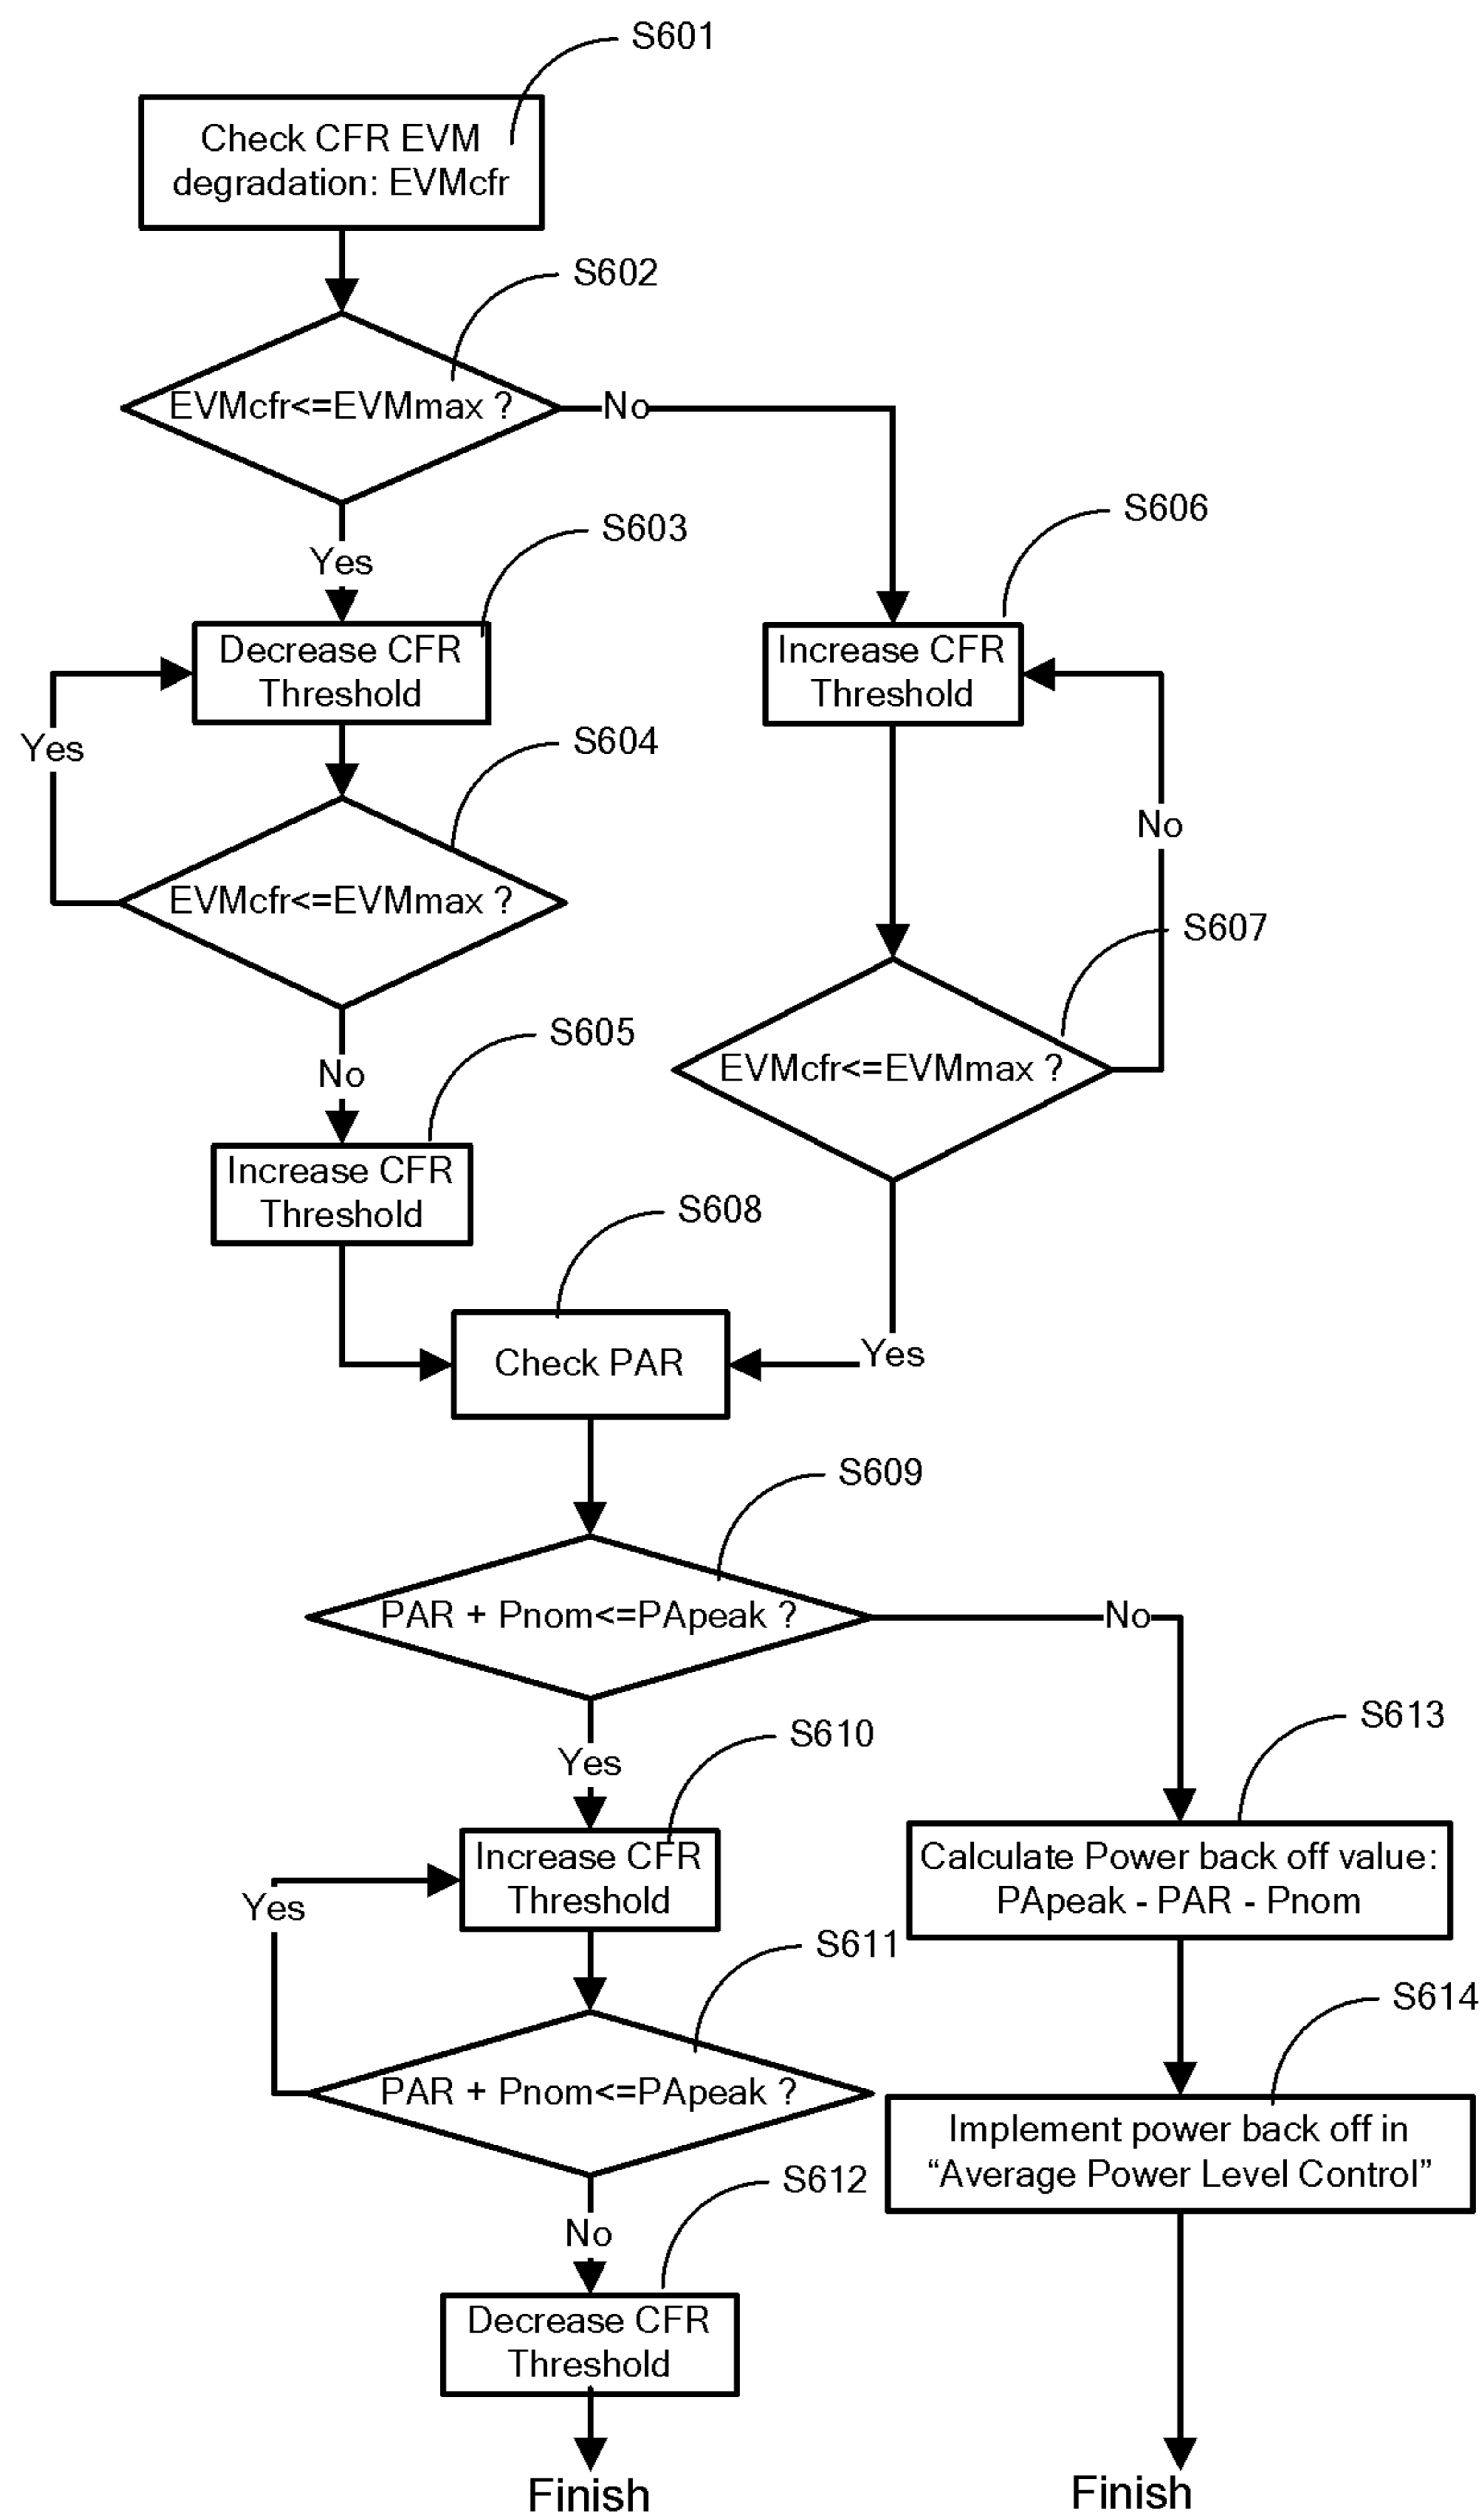 S601
Check CFR EVM
degradation: EVMcfr
S602
EVMcfr<=EVMmax ?
No
S606
S603
Yes
Decrease CFR
Threshold
Increase CFR
Threshold
Yes
S604
No
EVMcfr<=EVMmax ?
S607
S605
No
EVMcfr<=EVMmax ?
Increase CFR
Threshold
S608
Check PAR
Yes
S609
PAR + Pnom<=PApeak ?
No
S613
S610
Yes
Increase CFR
Threshold
Calculate Power back off value:
PApeak - PAR - Pnom
Yes
S611
S614
PAR + Pnom<=PApeak ?
Implement power back off in
“Average Power Level Control”
S612
No
Decrease CFR
Threshold
Finish
Finish